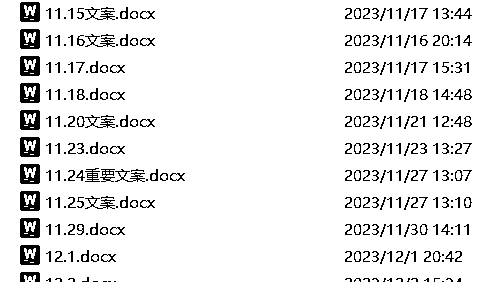 11.15文案.docx 2023/11/17 13:44
11.16文案.docx 2023/11/16 20:14
11.17.docx 2023/11/17 15:31
11.18.docx 2023/11/18 14:48
11.20文案.docx 2023/11/21 12:48
11.23.docx 2023/11/23 13:27
11.24重要文案.docx 2023/11/27 13:07
11.25文案.docx 2023/11/27 13:10
11.29.docx 2023/11/30 14:11
12.1.docx 2023/12/1 20:42